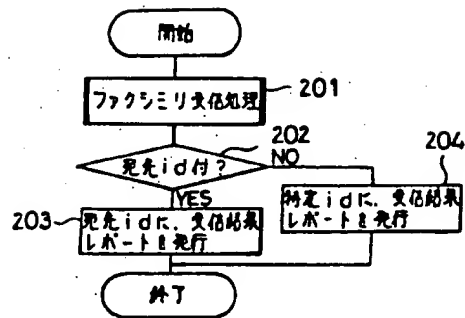 開始
ファクシミリ受信処理
201
202
宛先id付?
NO
204
YES
203
宛先idに、受信結果
レポートを発行
特定idに、受信結果
レポートを発行
終了